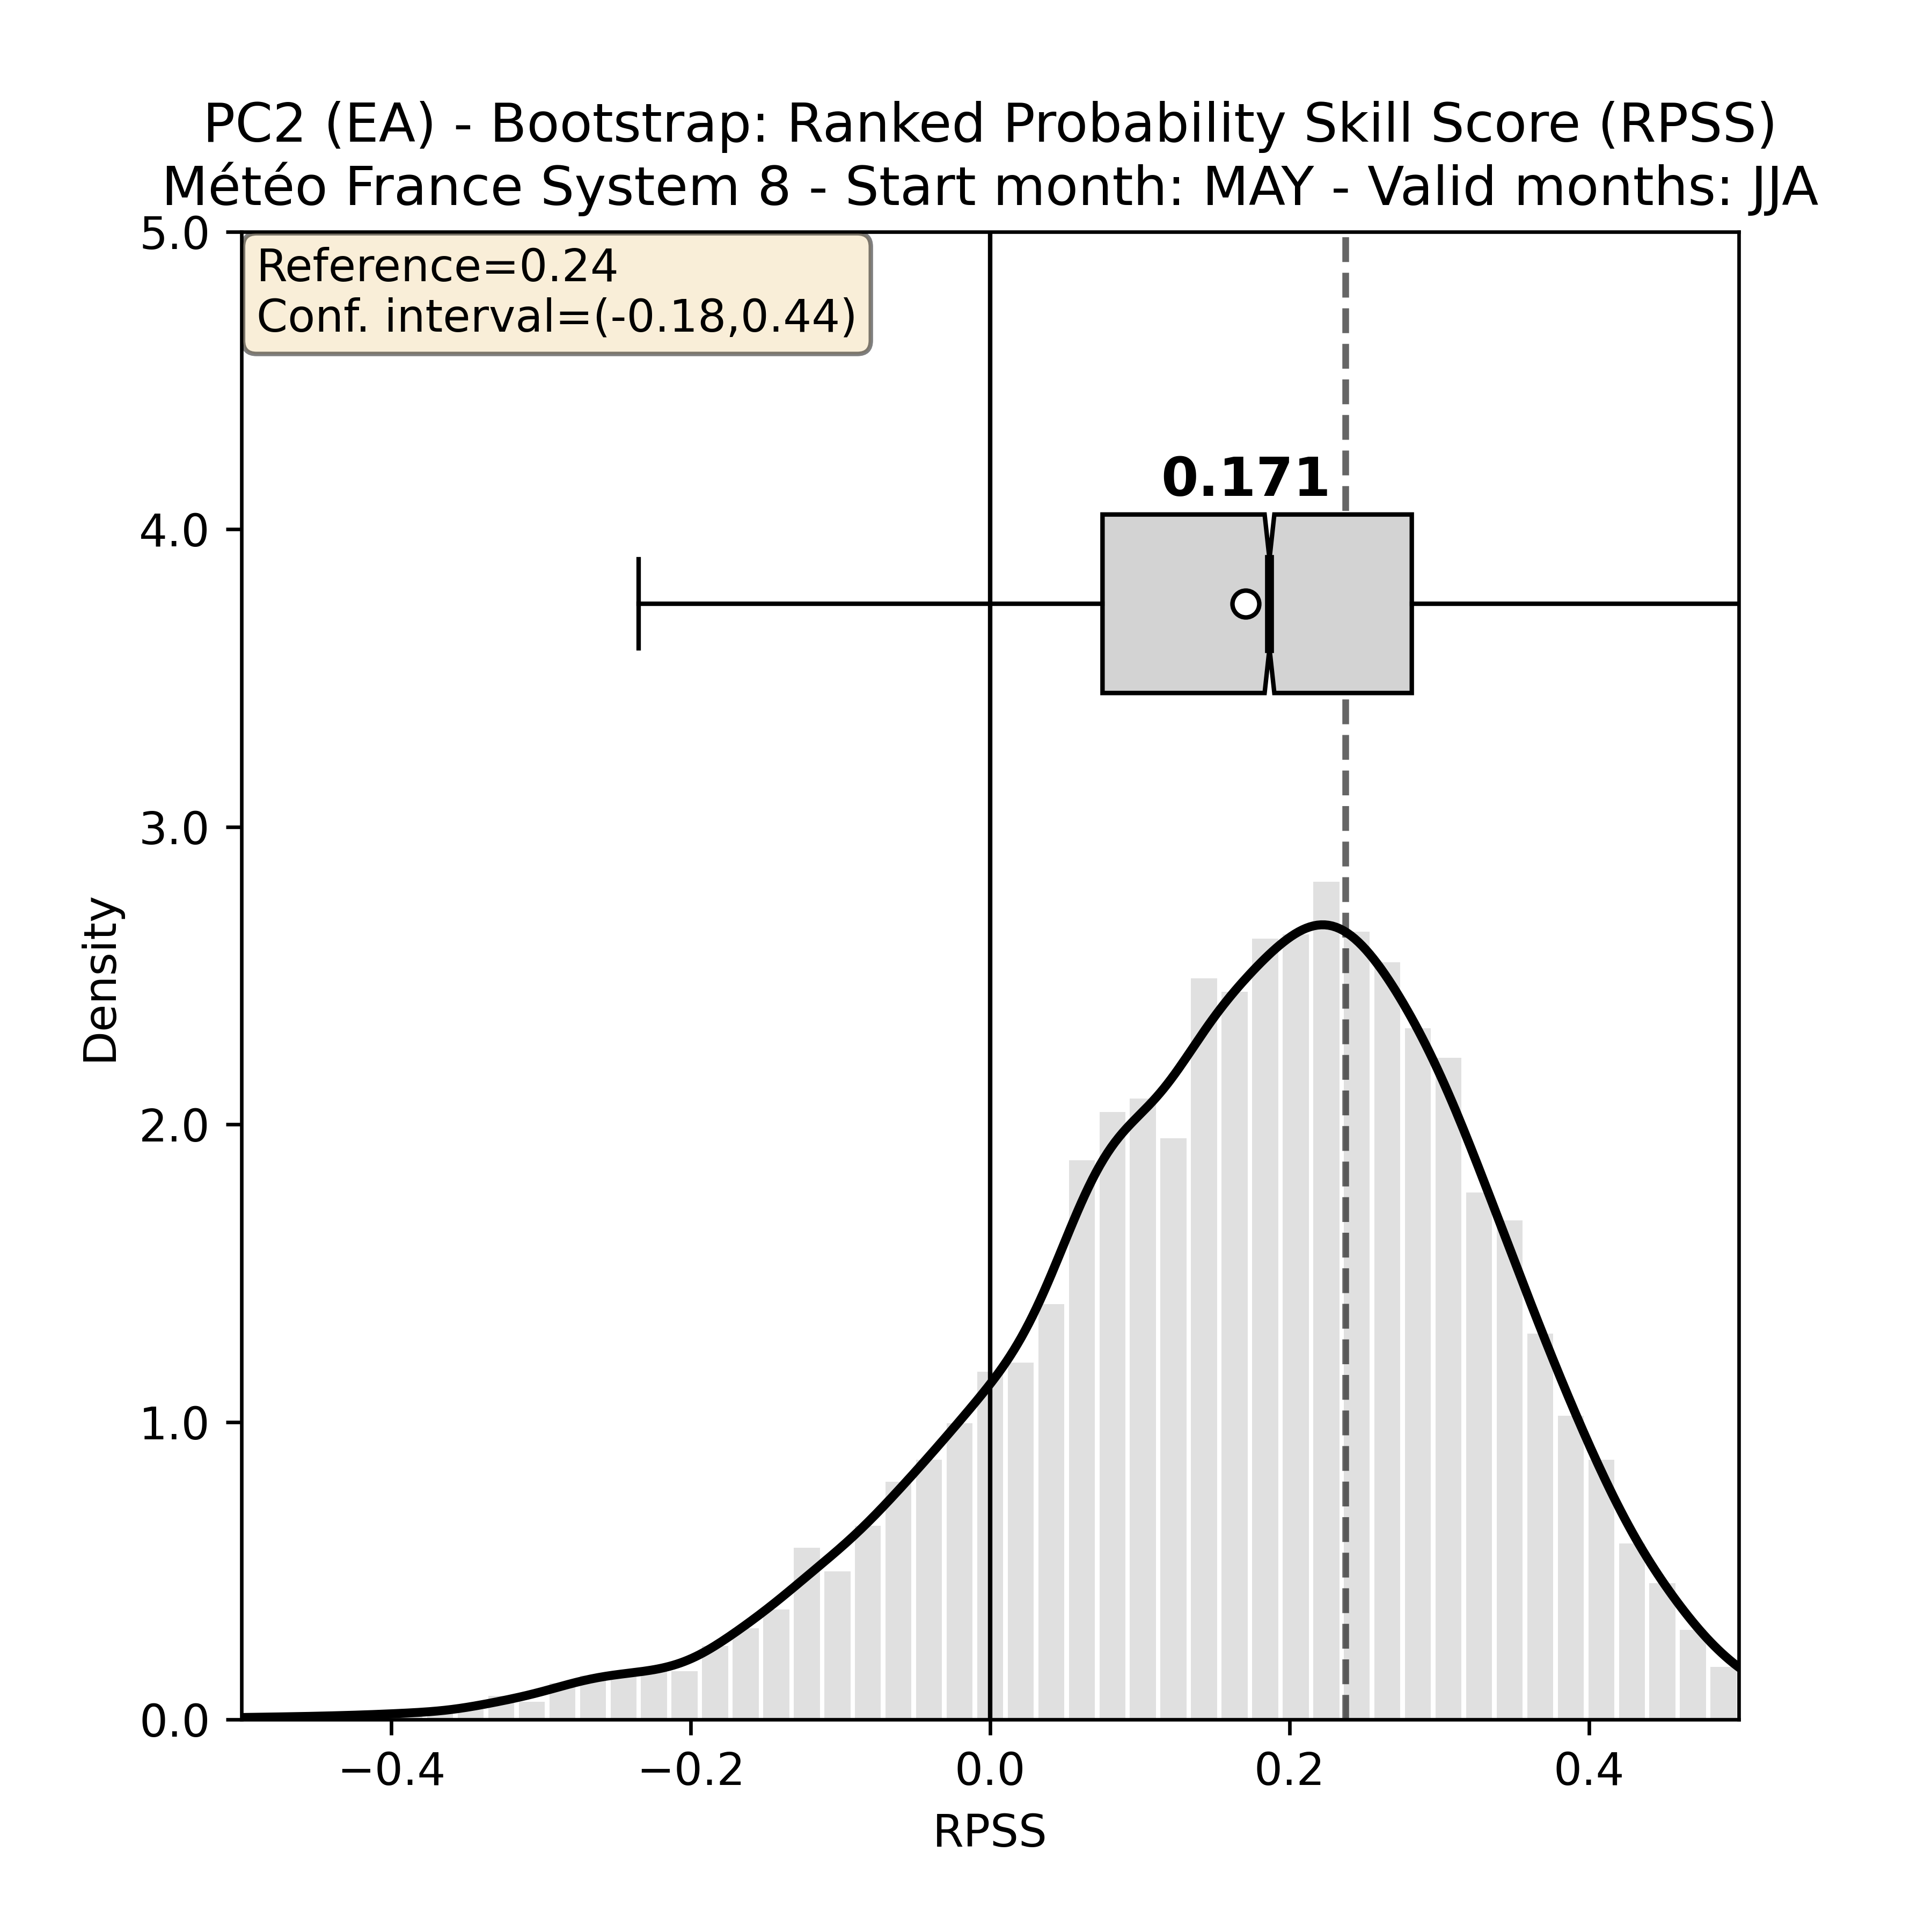 PC2 (EA) - Bootstrap: Ranked Probability Skill Score (RPSS)
Météo France System 8 - Start month: MAY - Valid months: JJA
Reference=0.24
Conf. interval=(-0.18,0.44)
0.171
5.0
4.0
3.0
2.0
1.0
0.0
Density
−0.4
−0.2
0.0
0.2
0.4
RPSS